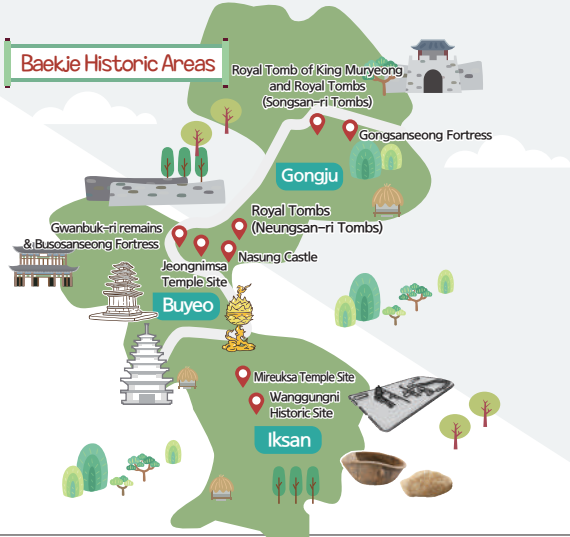 Baekje Historic Areas
Royal Tomb of King Muryeong
and Royal Tombs
(Songsan-ri Tombs)
Gongsanseong Fortress
Gongju
Royal Tombs
(Neungsan-ri Tombs)
Gwanbuk-ri remains
& Busosanseong Fortress
Nasung Castle
Jeongnimsa
Temple Site
Buyeo
Mireuksa Temple Site
Wanggungni
Historic Site
Iksan